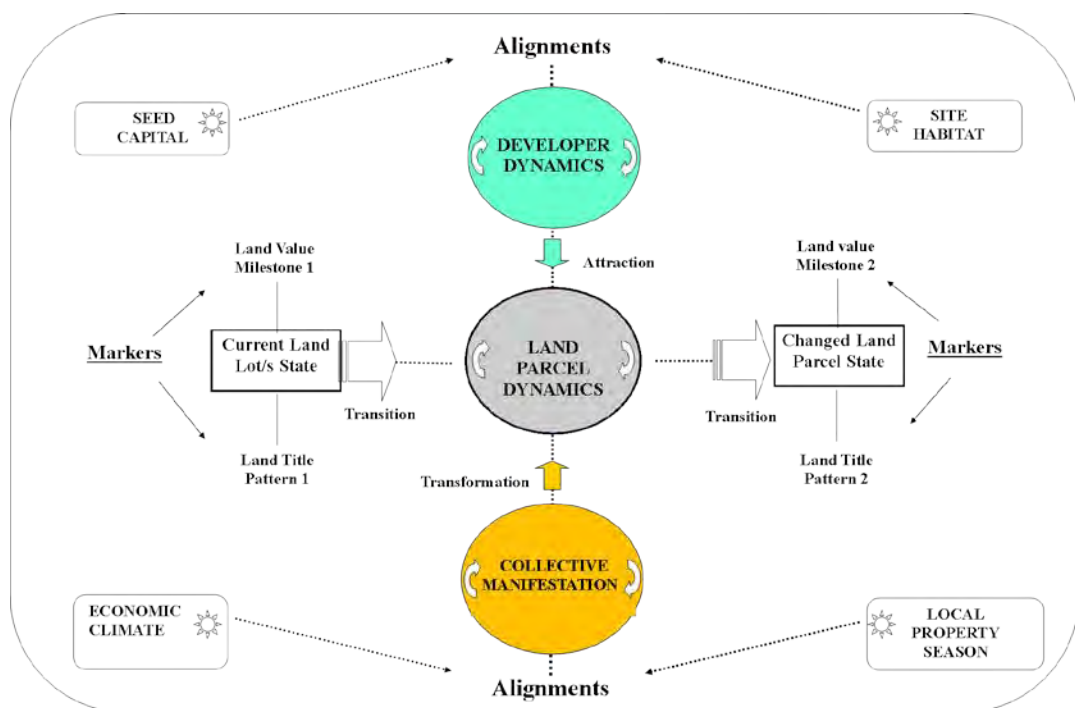 Alignments
SEED
CAPITAL
SITE
HABITAT
DEVELOPER
DYNAMICS
Land Value
Milestone 1
Attraction
Land value
Milestone 2
Markers
Current Land
Lot/s State
LAND
PARCEL
DYNAMICS
Changed Land
Parcel State
Markers
Transition
Transition
Land Title
Pattern 1
Transformation
Land Title
Pattern 2
COLLECTIVE
MANIFESTATION
ECONOMIC
CLIMATE
LOCAL
PROPERTY
SEASON
Alignments